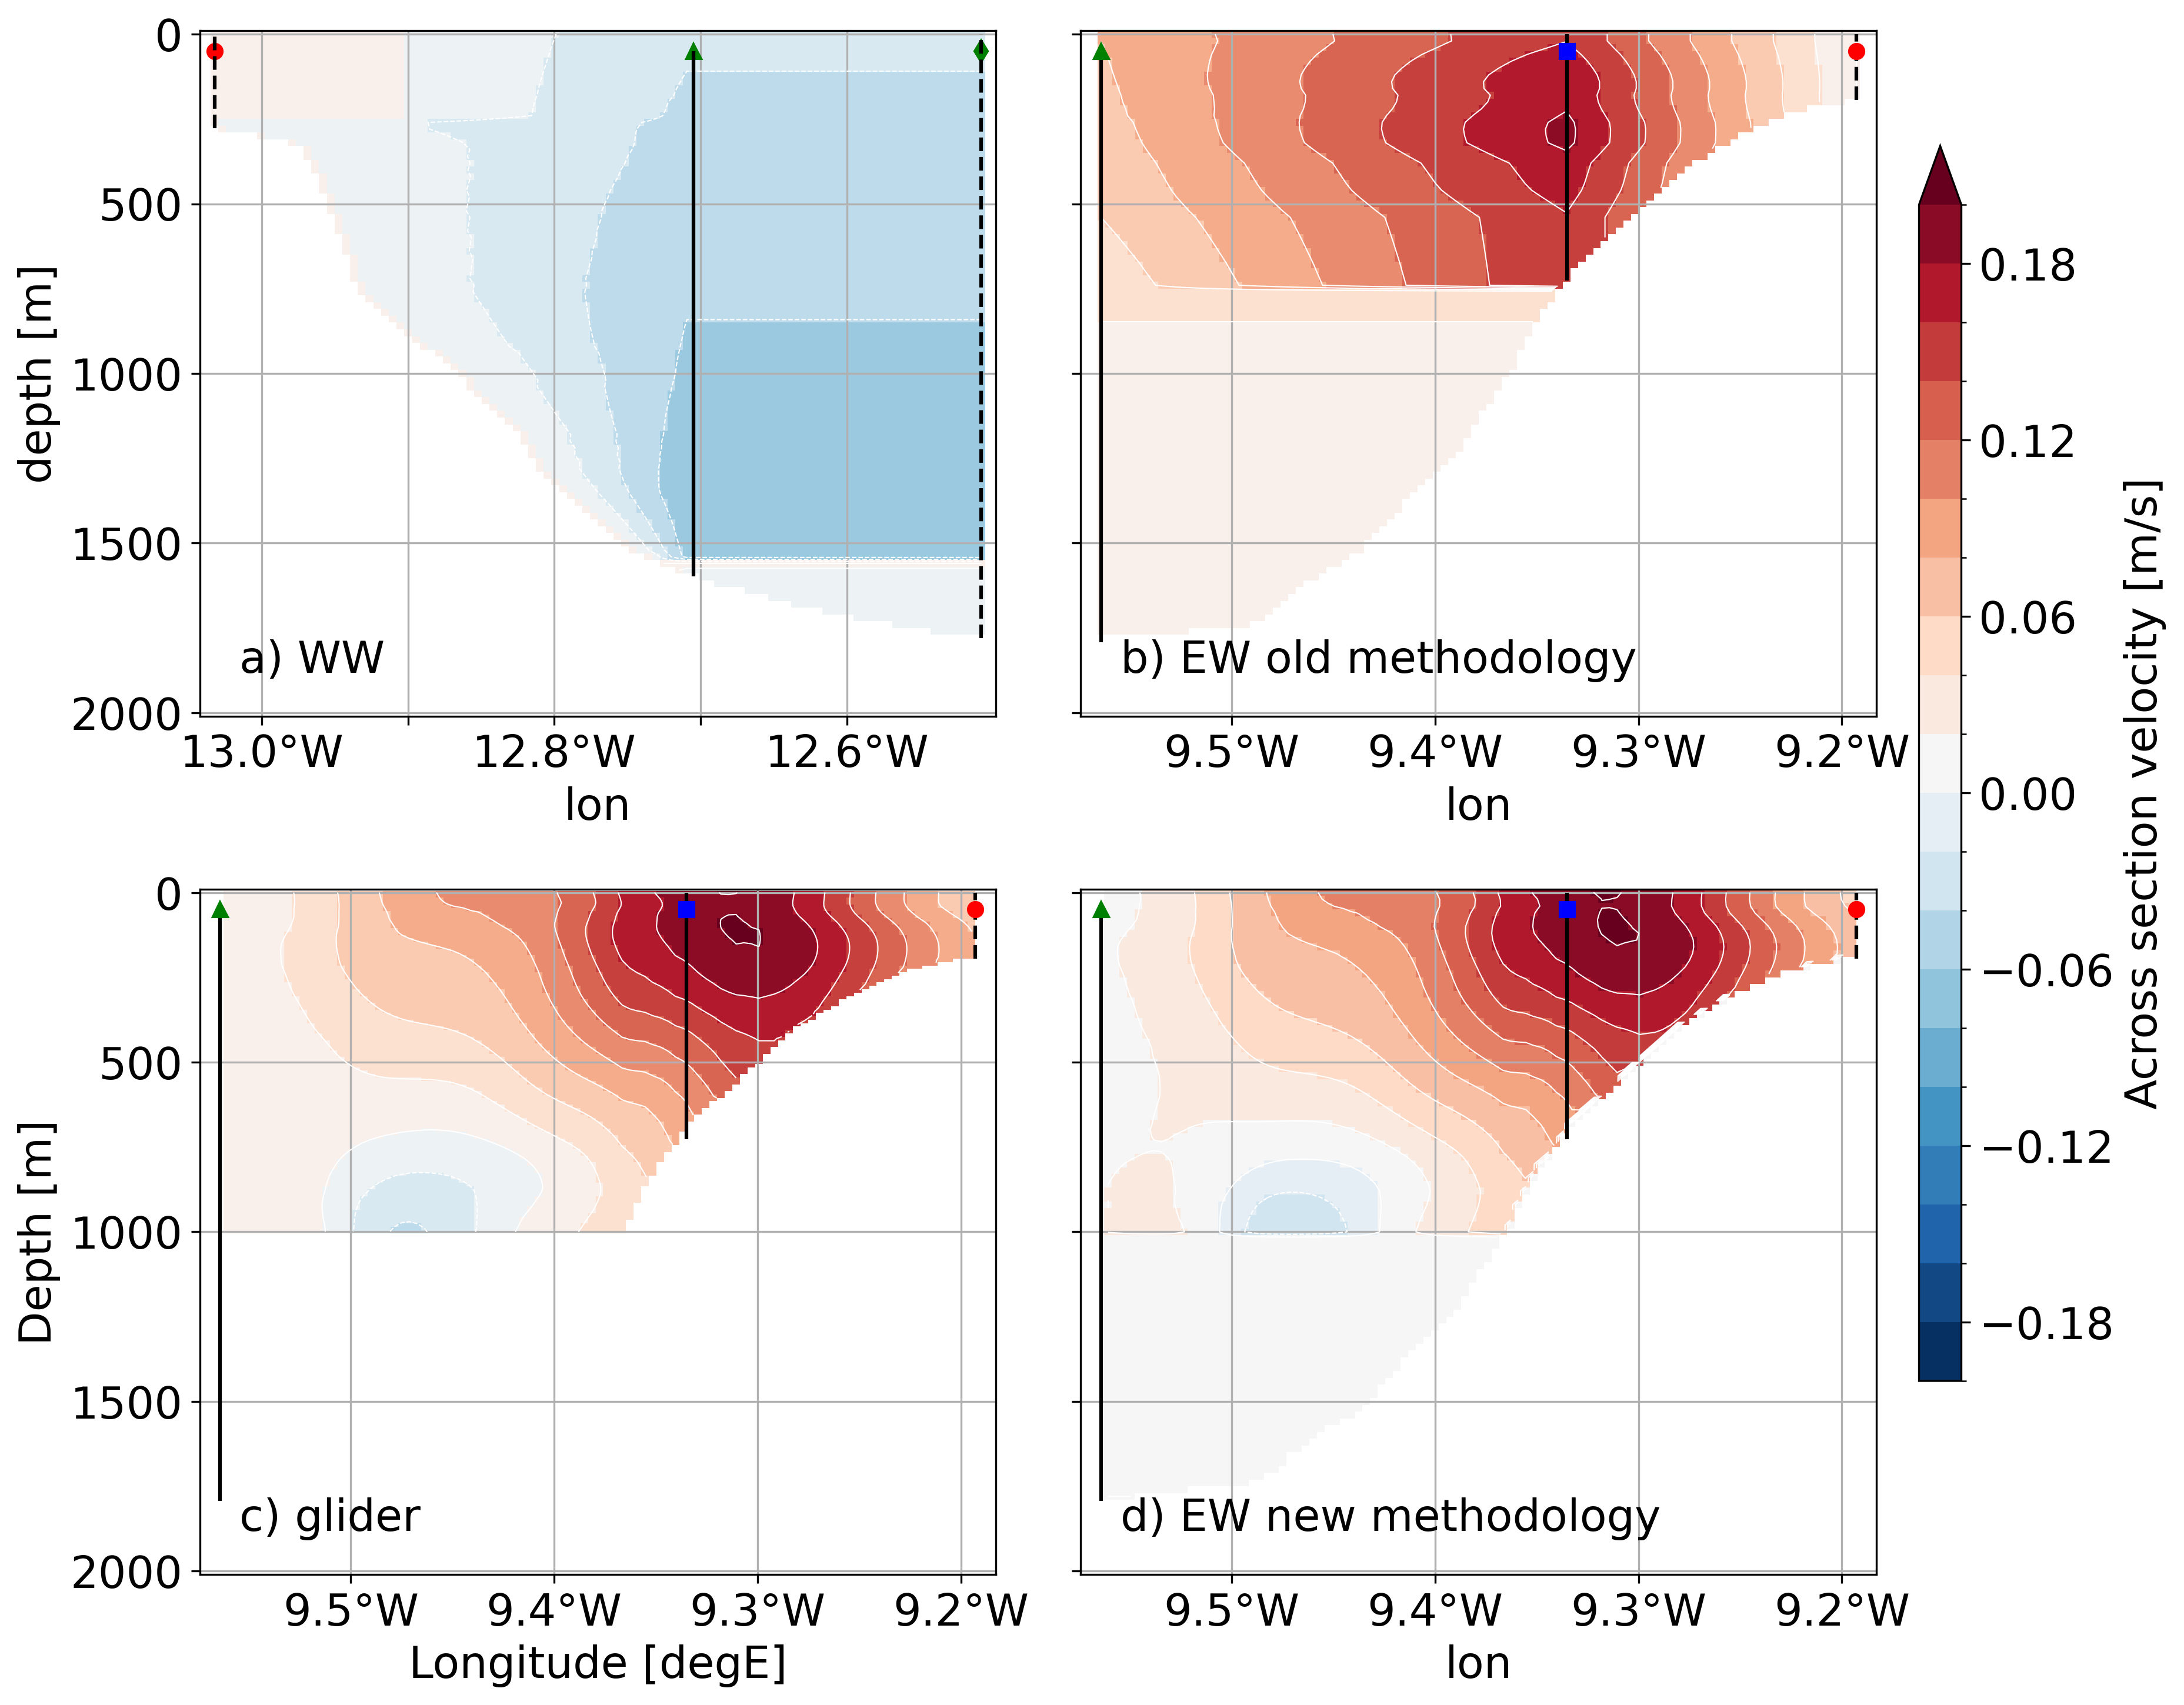 0
500
1000
1500
2000
depth [m]
a) WW
13.0°W 12.8°W 12.6°W
lon
b) EW old methodology
9.5°W 9.4°W 9.3°W 9.2°W
lon
0
500
1000
1500
2000
Depth [m]
c) glider
9.5°W 9.4°W 9.3°W 9.2°W
Longitude [degE]
d) EW new methodology
9.5°W 9.4°W 9.3°W 9.2°W
lon
0.18
0.12
0.06
0.00
−0.06
−0.12
−0.18
Across section velocity [m/s]